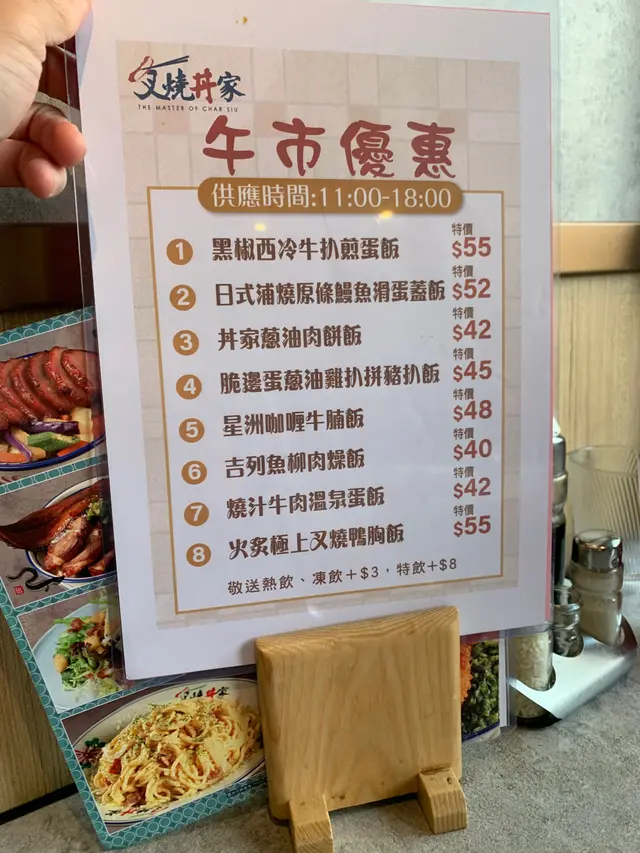 叉燒丼家
THE MASTER OF CHAR SIU
午市優惠
供應時間:11:00-18:00
1 黑椒西冷牛扒煎蛋飯 特價 $55
2 日式浦燒原條鰻魚滑蛋蓋飯 特價 $52
3 丼家蔥油肉餅飯 特價 $42
4 脆邊蛋蔥油雞扒拼豬扒飯 特價 $45
5 星洲咖喱牛腩飯 特價 $48
6 吉列魚柳肉燥飯 特價 $40
7 燒汁牛肉溫泉蛋飯 特價 $42
8 火炙極上叉燒鴨胸飯 特價 $55
敬送熱飲、凍飲+$3，特飲+$8
叉燒丼家